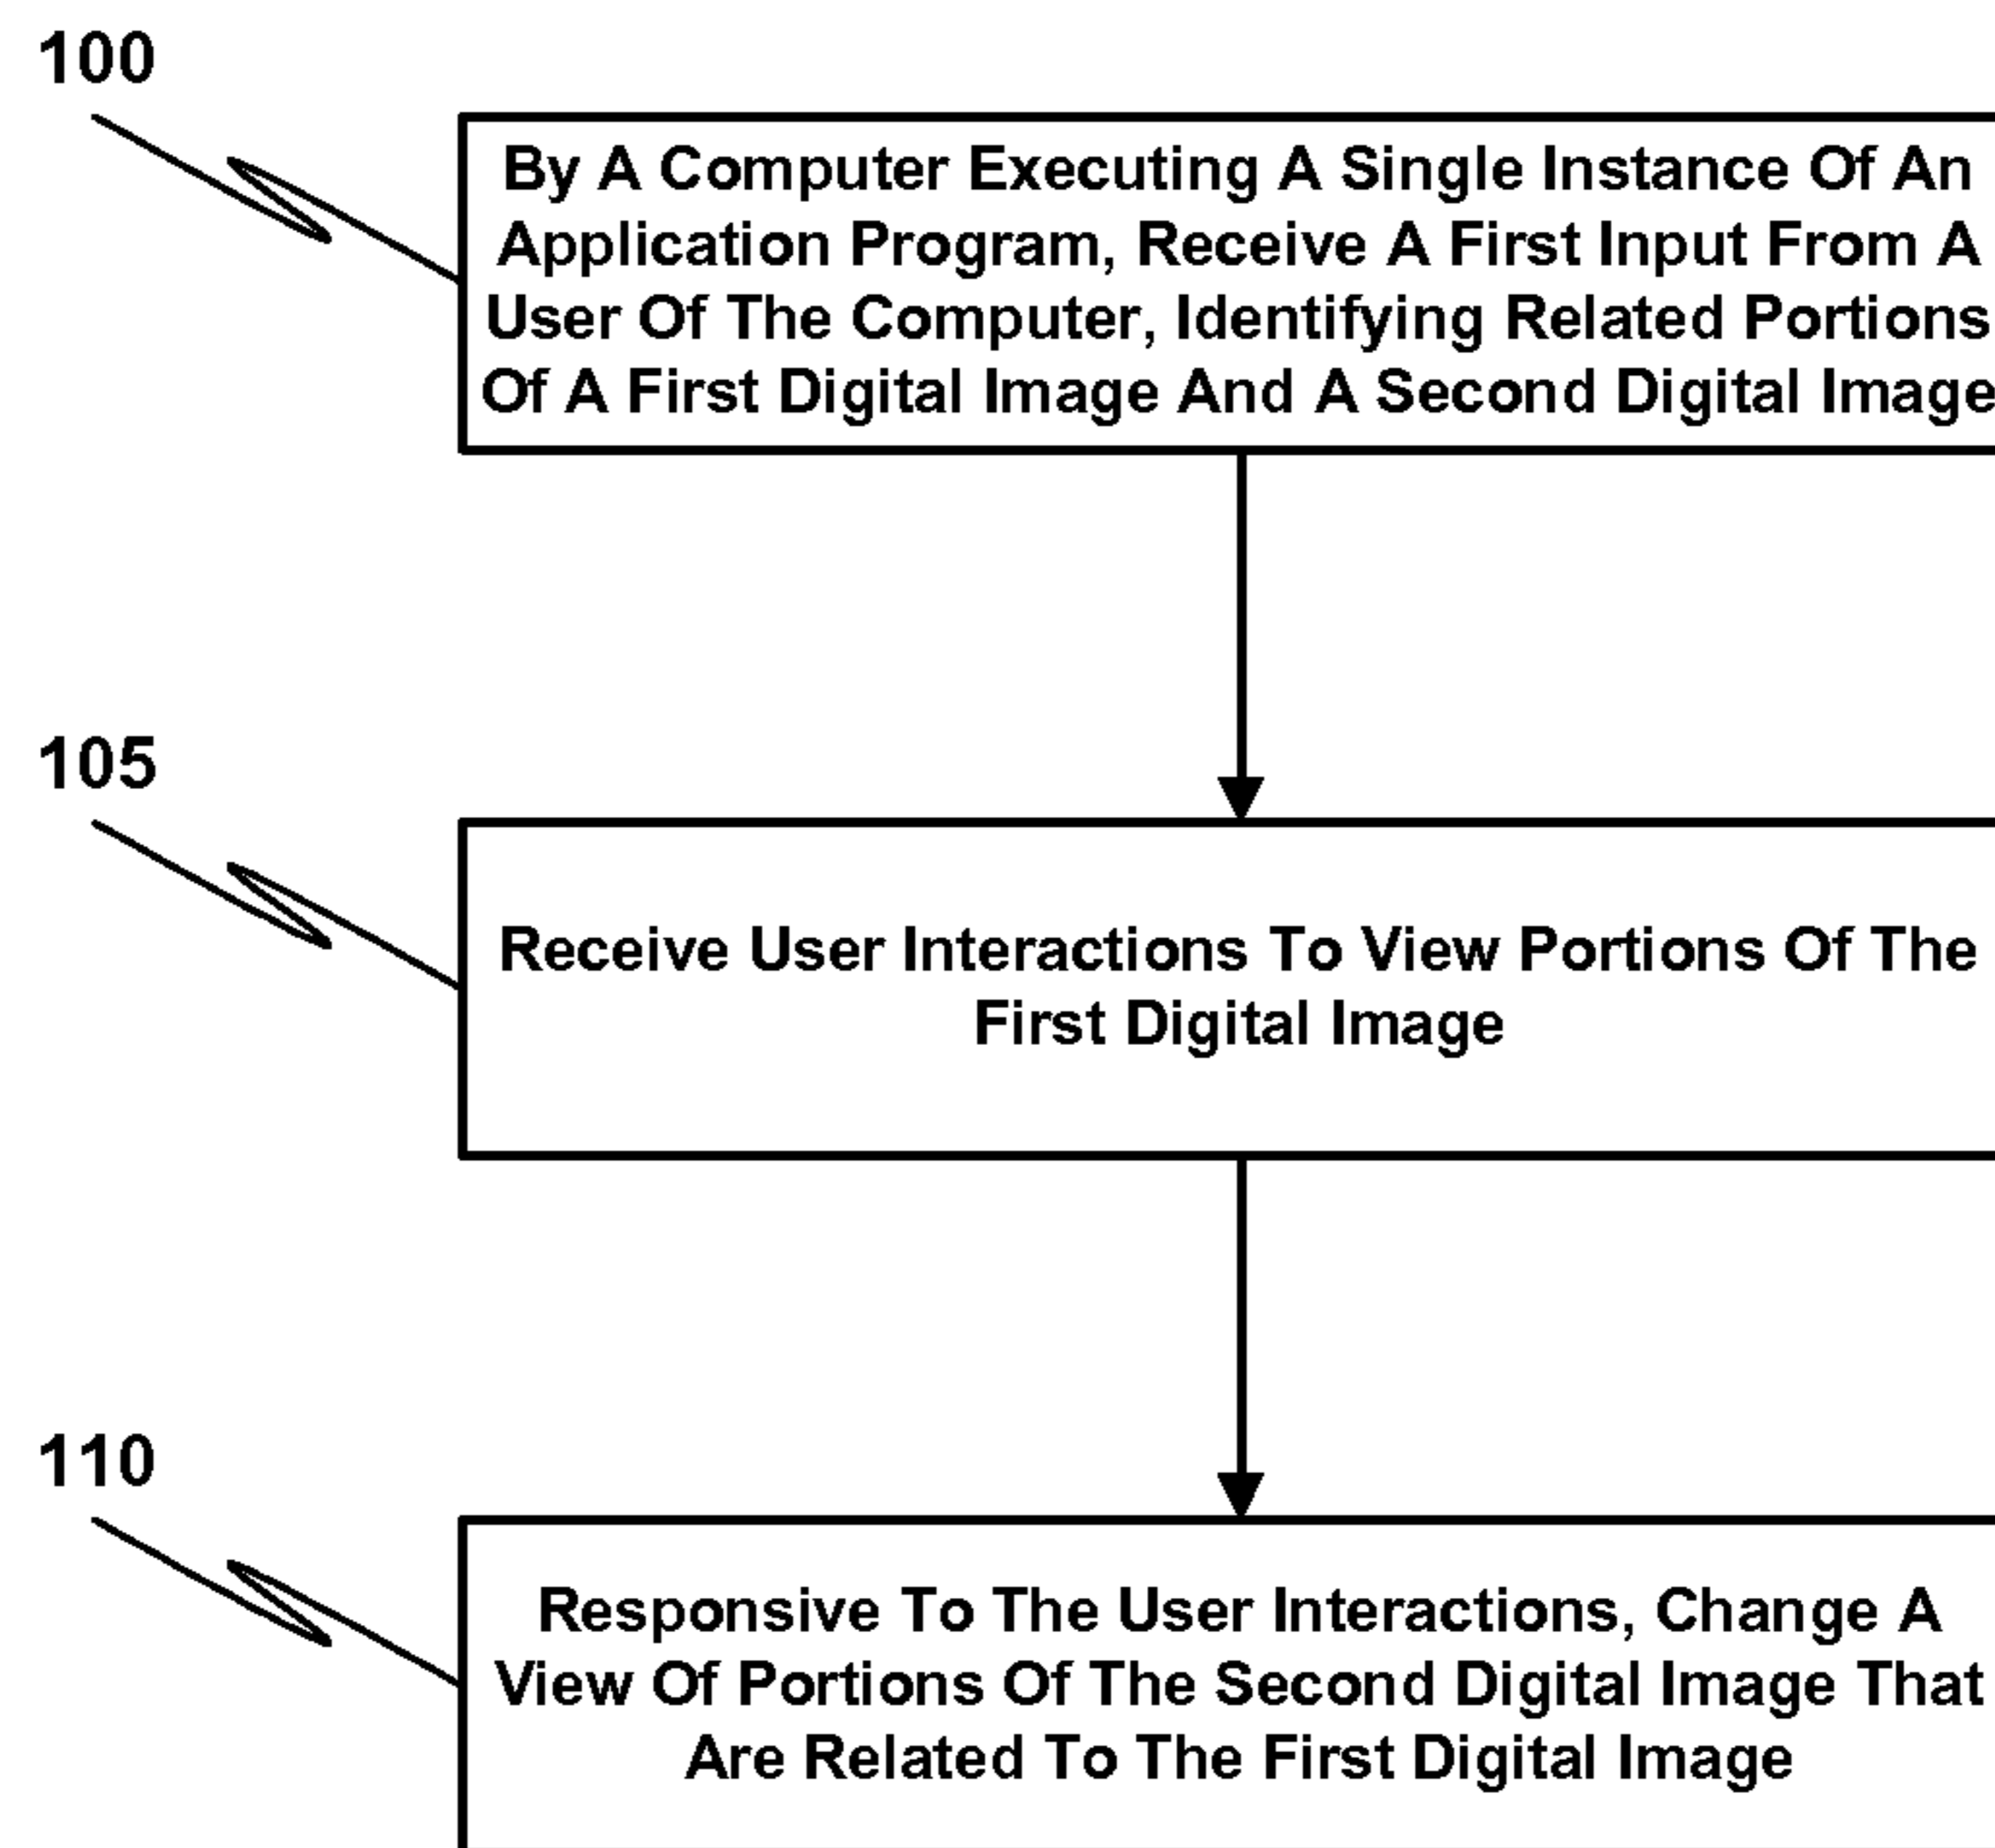 100
By A Computer Executing A Single Instance Of An
Application Program, Receive A First Input From A
User Of The Computer, Identifying Related Portions
Of A First Digital Image And A Second Digital Image
105
Receive User Interactions To View Portions Of The
First Digital Image
110
Responsive To The User Interactions, Change A
View Of Portions Of The Second Digital Image That
Are Related To The First Digital Image